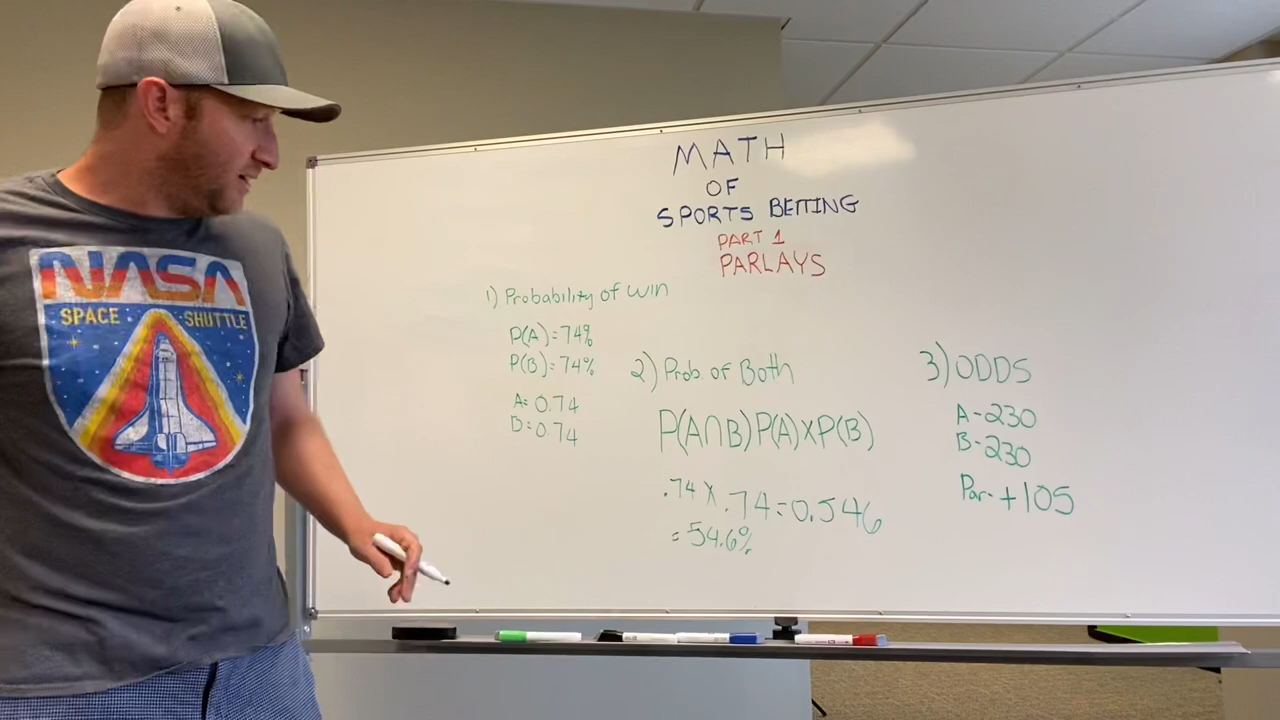 MATH
OF
SPORTS BETTING
PART 1
PARLAYS
1) Probability of win
P(A)=74%
P(B)=74%
A= 0.74
B=0.74
2) Prob. of Both
P(A∩B)P(A)XP(B)
.74 X .74=0.546
=54.6%
3) ODDS
A-230
B-230
Par-+105
NASA
SPACE SHUTTLE